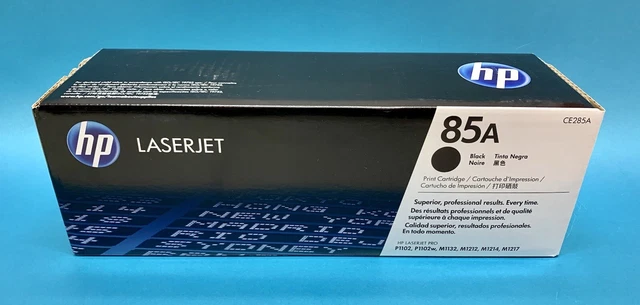 hp
hp
LASERJET
85A
CE285A
Black Tinta Negra
Noire 黑色
Print Cartridge / Cartouche d'Impression /
Cartucho de Impresión / 打印硒鼓
Superior, professional results. Every time.
Des résultats professionnels et de qualité
supérieure à chaque impression.
Calidad superior, resultados profesionales.
En todo momento.
HP LASERJET PRO
P1102, P1102w, M1132, M1212, M1214, M1217